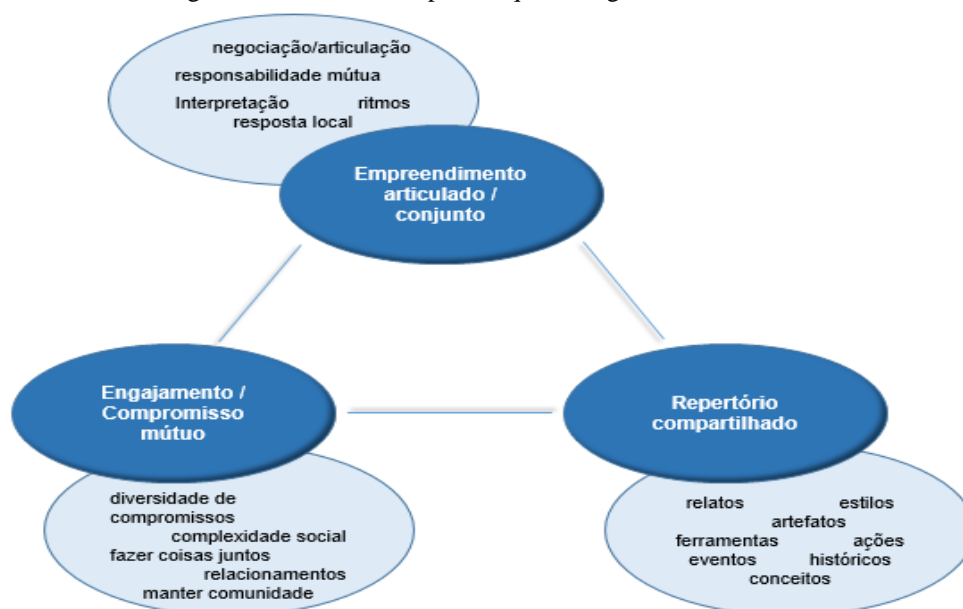 negociação/articulação
responsabilidade mútua
Interpretação ritmos
resposta local
Empreendimento
articulado /
conjunto
Engajamento /
Compromisso
mútuo
Repertório
compartilhado
diversidade de
compromissos
complexidade social
fazer coisas juntos
relacionamentos
manter comunidade
relatos estilos
artefatos
ferramentas ações
eventos históricos
conceitos